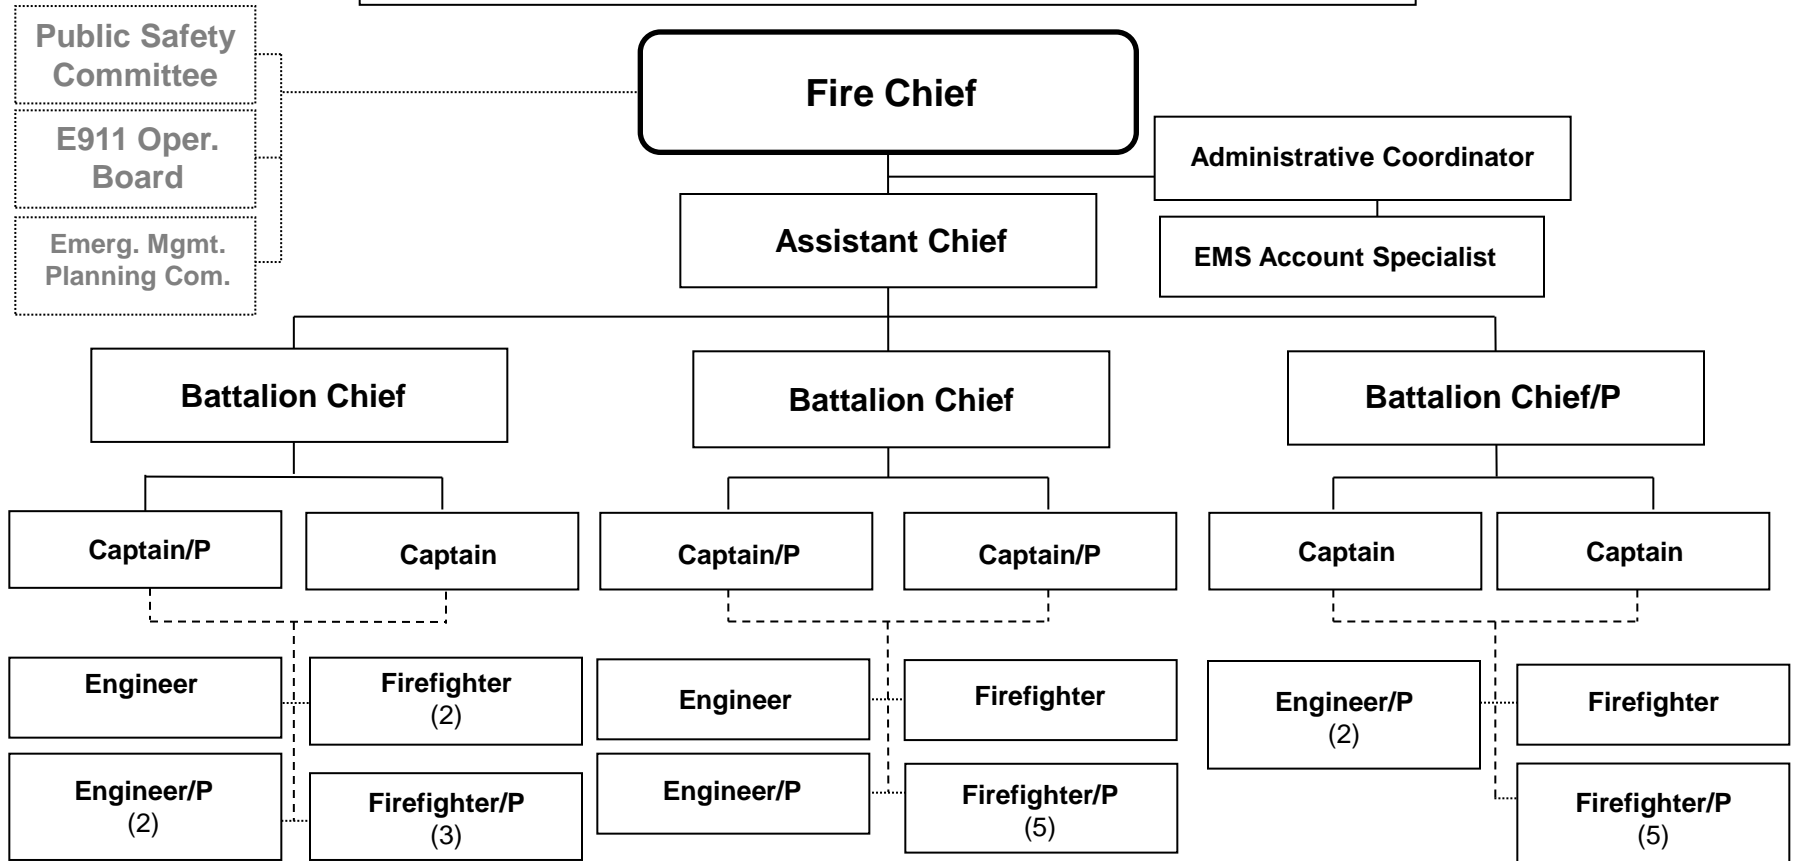 Public Safety
Committee
E911 Oper.
Board
Emerg. Mgmt.
Planning Com.
Fire Chief
Administrative Coordinator
Assistant Chief
EMS Account Specialist
Battalion Chief
Battalion Chief
Battalion Chief/P
Captain/P
Captain
Captain/P
Captain/P
Captain
Captain
Engineer
Firefighter
(2)
Engineer/P
(2)
Firefighter/P
(3)
Engineer
Firefighter
Engineer/P
Firefighter/P
(5)
Engineer/P
(2)
Firefighter
Firefighter/P
(5)